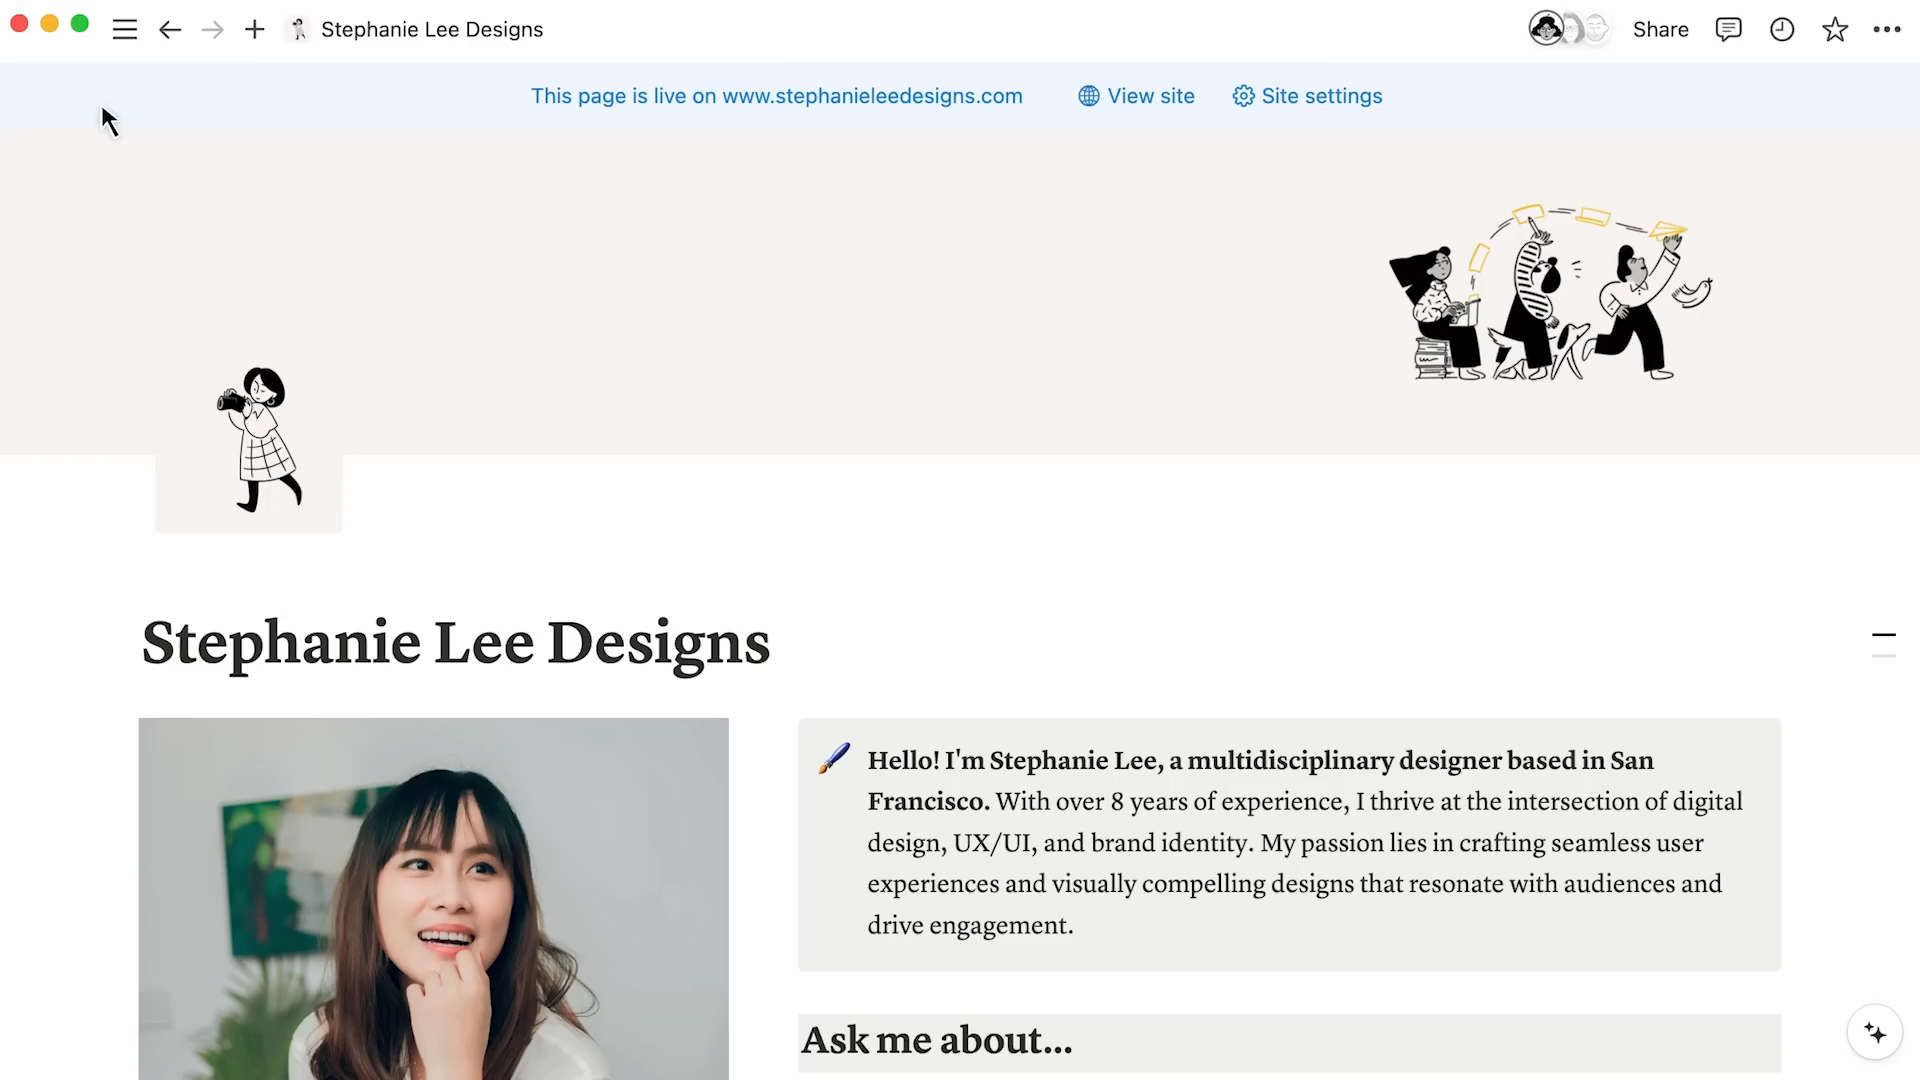 Stephanie Lee Designs
Share
This page is live on www.stephanieleedesigns.com
View site
Site settings
Stephanie Lee Designs
Hello! I'm Stephanie Lee, a multidisciplinary designer based in San
Francisco. With over 8 years of experience, I thrive at the intersection of digital
design, UX/UI, and brand identity. My passion lies in crafting seamless user
experiences and visually compelling designs that resonate with audiences and
drive engagement.
Ask me about...